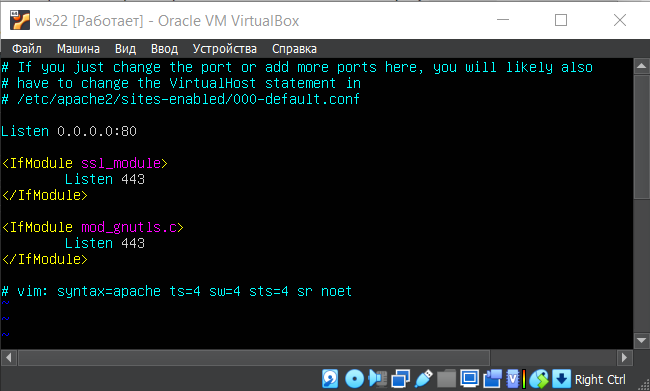 ws22 [Работает] - Oracle VM VirtualBox
Файл Машина Вид Ввод Устройства Справка
# If you just change the port or add more ports here, you will likely also
# have to change the VirtualHost statement in
# /etc/apache2/sites-enabled/000-default.conf
Listen 0.0.0.0:80
<IfModule ssl_module>
Listen 443
</IfModule>
<IfModule mod_gnutls.c>
Listen 443
</IfModule>
# vim: syntax=apache ts=4 sw=4 sts=4 sr noet
~
~
~
Right Ctrl